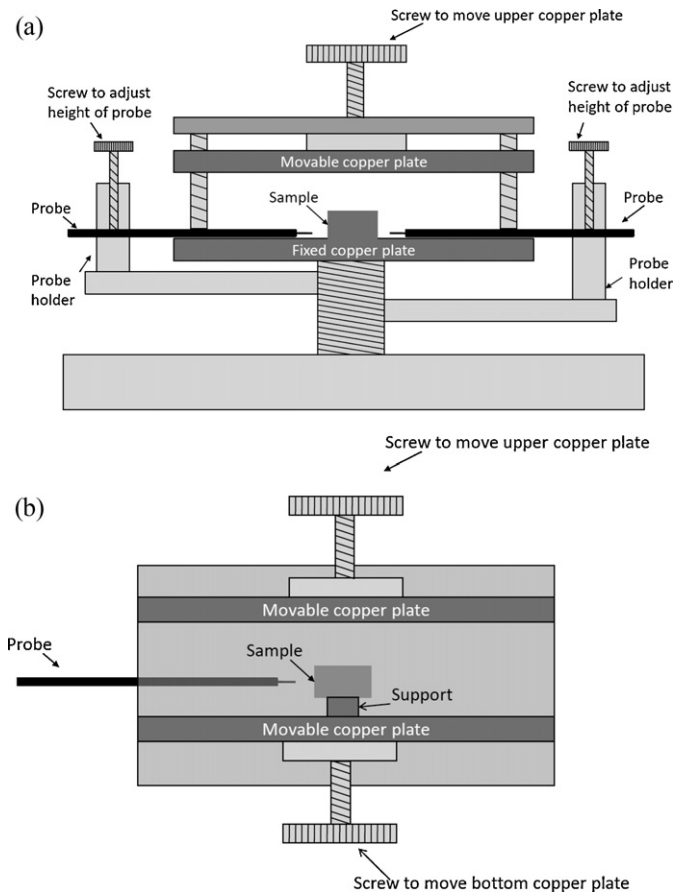 (a)
Screw to move upper copper plate
Screw to adjust
height of probe
Screw to adjust
height of probe
Movable copper plate
Probe
Sample
Probe
Fixed copper plate
Probe
holder
Probe
holder
Screw to move upper copper plate
(b)
Movable copper plate
Probe
Sample
Support
Movable copper plate
Screw to move bottom copper plate